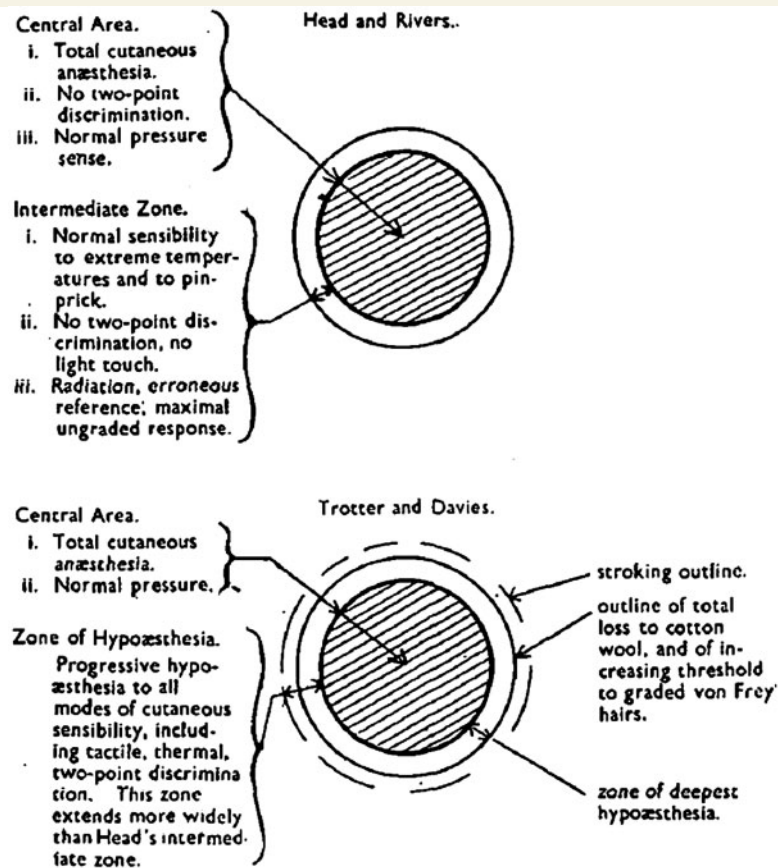 Head and Rivers..
Central Area.
i. Total cutaneous
anæsthesia.
ii. No two-point
discrimination.
iii. Normal pressure
sense.
Intermediate Zone.
i. Normal sensibility
to extreme temper-
atures and to pin-
prick.
ii. No two-point dis-
crimination, no
light touch.
iii. Radiation, erroneous
reference; maximal
ungraded response.
Trotter and Davies.
Central Area.
i. Total cutaneous
anæsthesia.
ii. Normal pressure.
Zone of Hypoæsthesia.
Progressive hypo-
æsthesia to all
modes of cutaneous
sensibility, includ-
ing tactile, thermal,
two-point discrimina
tion. This zone
extends more widely
than Head's intermed-
iate zone.
stroking outline.
outline of total
loss to cotton
wool, and of in-
creasing threshold
to graded von Frey
hairs.
zone of deepest
hypoæsthesia.